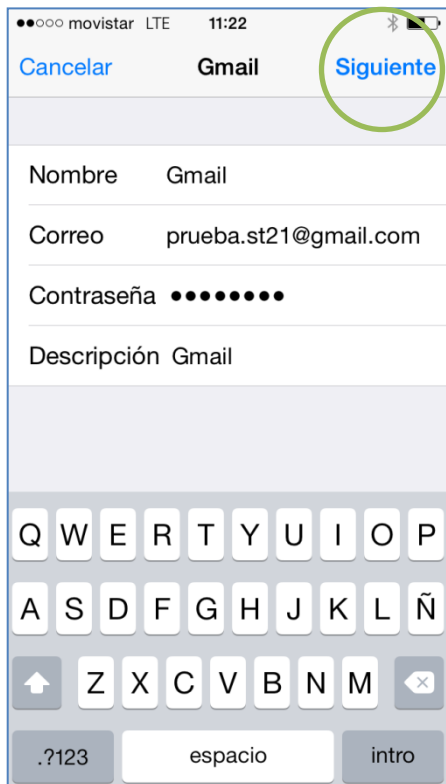 movistar LTE 11:22
Cancelar Gmail Siguiente
Nombre Gmail
Correo prueba.st21@gmail.com
Contraseña ●●●●●●●●
Descripción Gmail
Q W E R T Y U I O P
A S D F G H J K L Ñ
Z X C V B N M
.?123 espacio intro